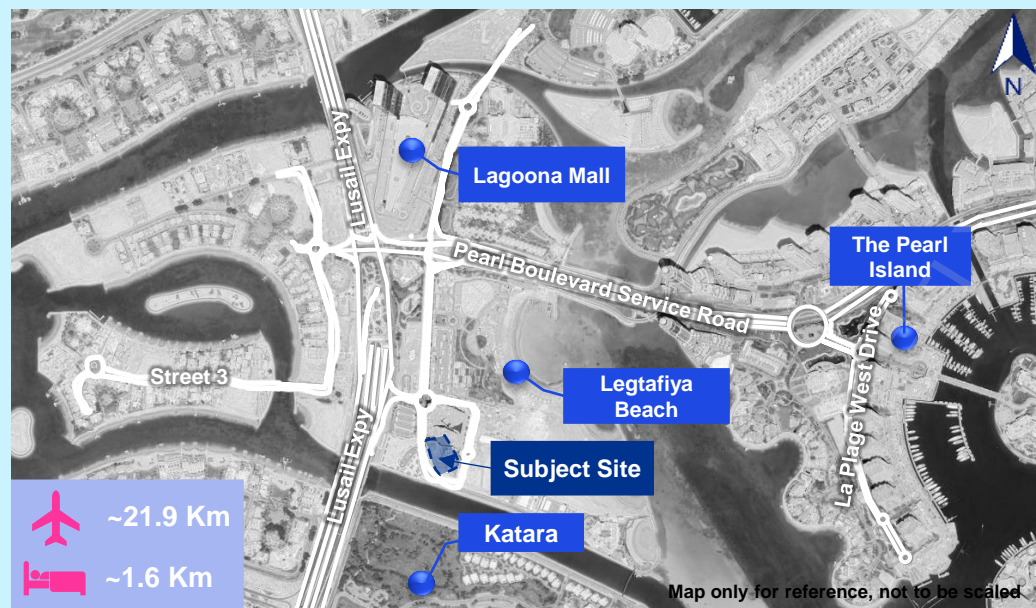 N
Lusail Expy
Lagoona Mall
Pearl Boulevard Service Road
The Pearl
Island
La Plage West Drive
Street 3
Legtafiya
Beach
Lusail Expy
Subject Site
Katara
~21.9 Km
~1.6 Km
Map only for reference, not to be scaled